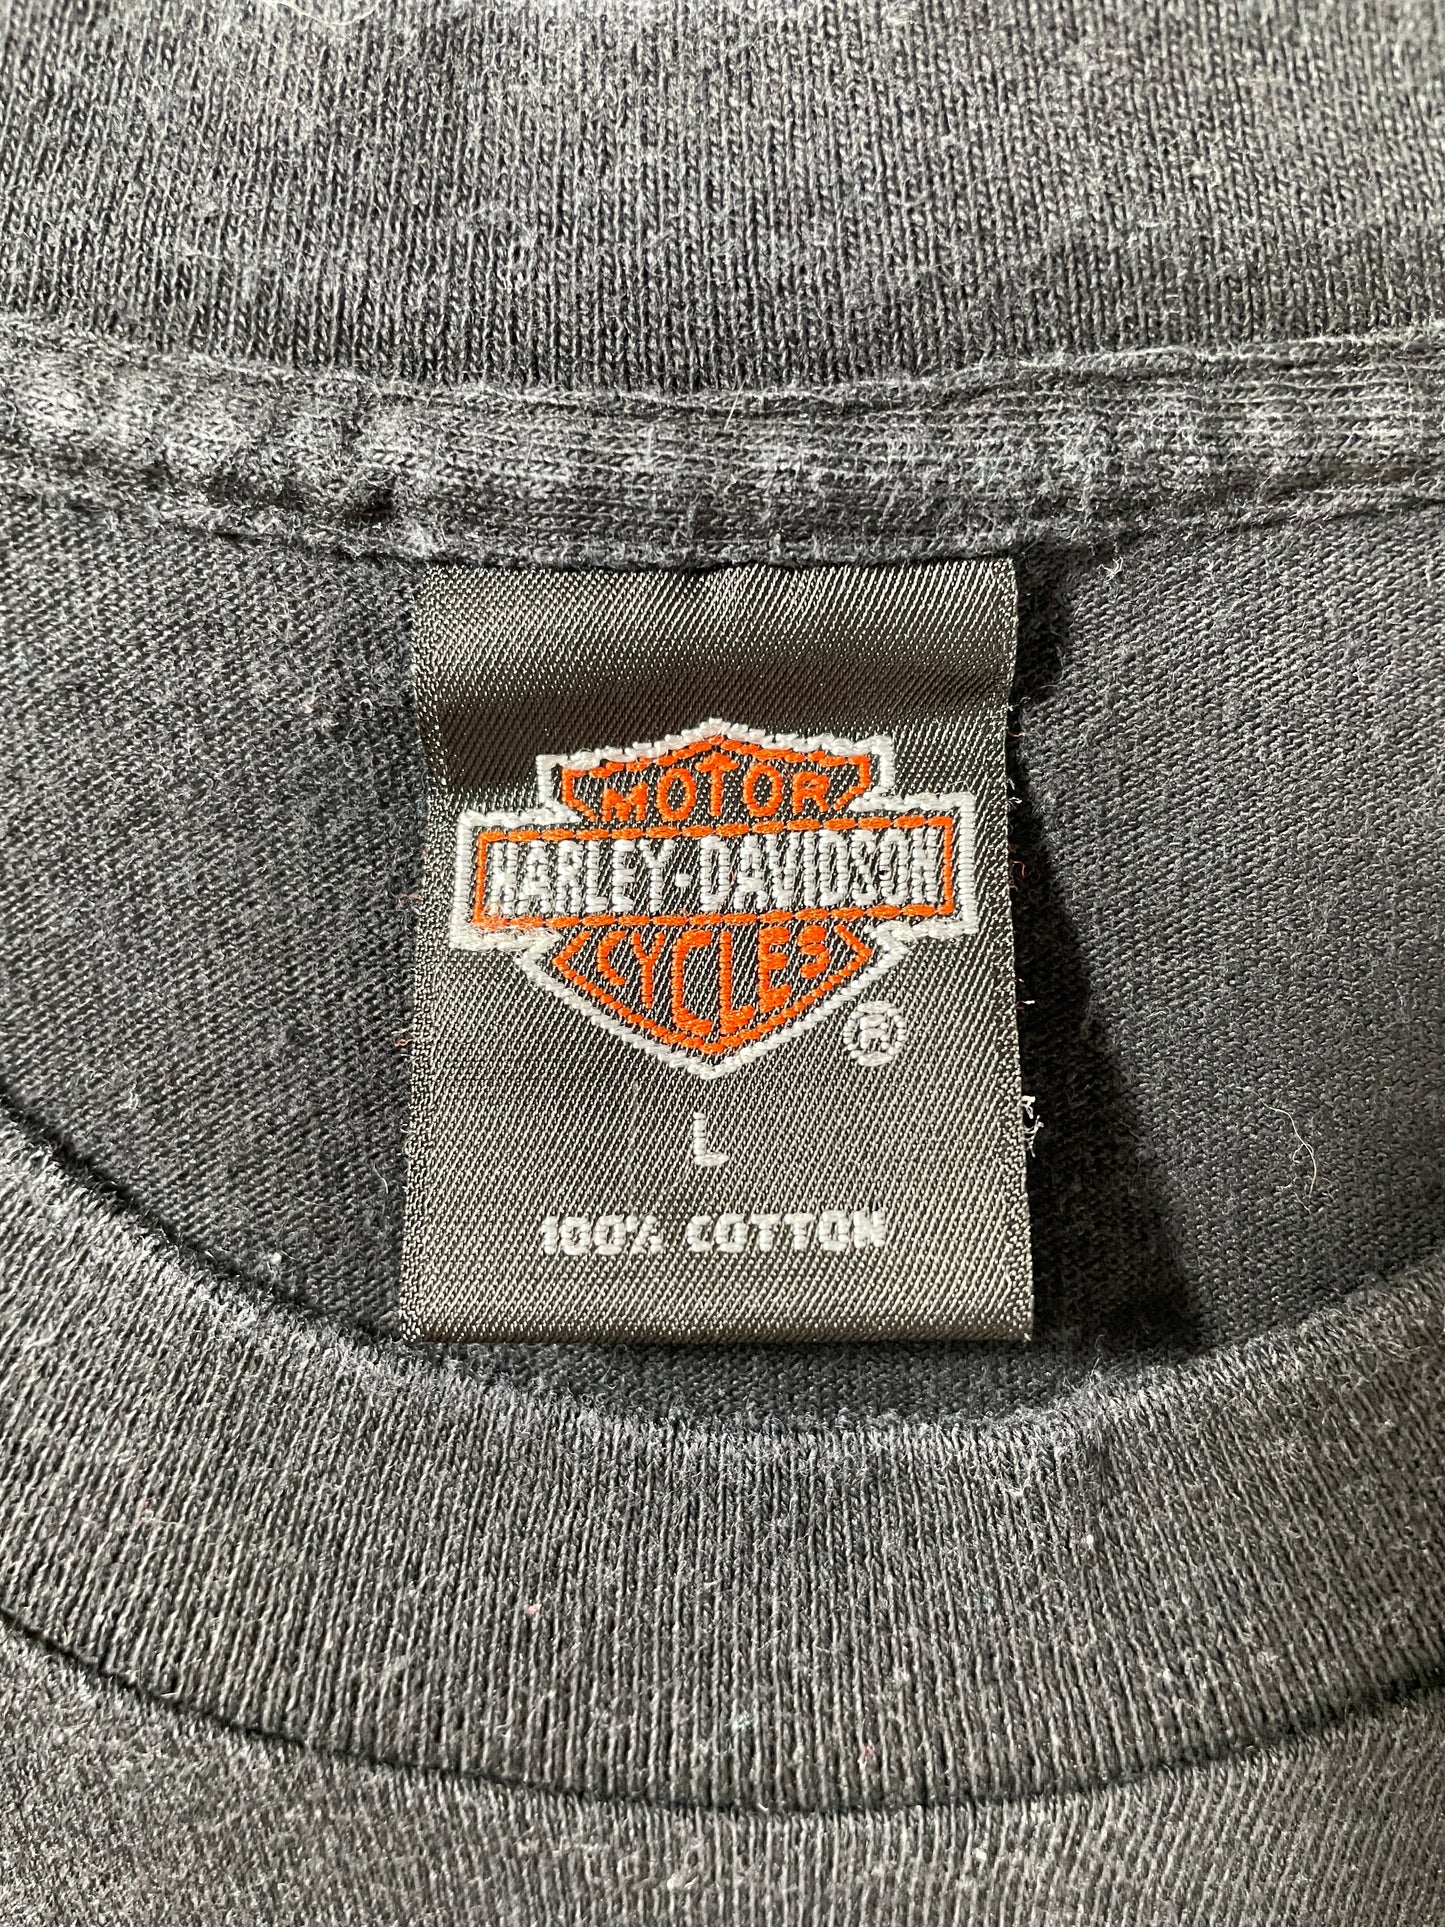 MOTOR
HARLEY-DAVIDSON
CYCLES
®
L
100% COTTON